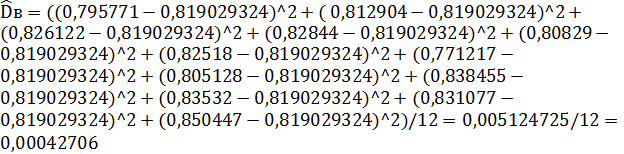 D̂в = ((0,795771 − 0,819029324)^2 + ( 0,812904 − 0,819029324)^2 +
(0,826122 − 0,819029324)^2 + (0,82844 − 0,819029324)^2 + (0,80829 −
0,819029324)^2 + (0,82518 − 0,819029324)^2 + (0,771217 −
0,819029324)^2 + (0,805128 − 0,819029324)^2 + (0,838455 −
0,819029324)^2 + (0,83532 − 0,819029324)^2 + (0,831077 −
0,819029324)^2 + (0,850447 − 0,819029324)^2)/12 = 0,005124725/12 =
0,00042706